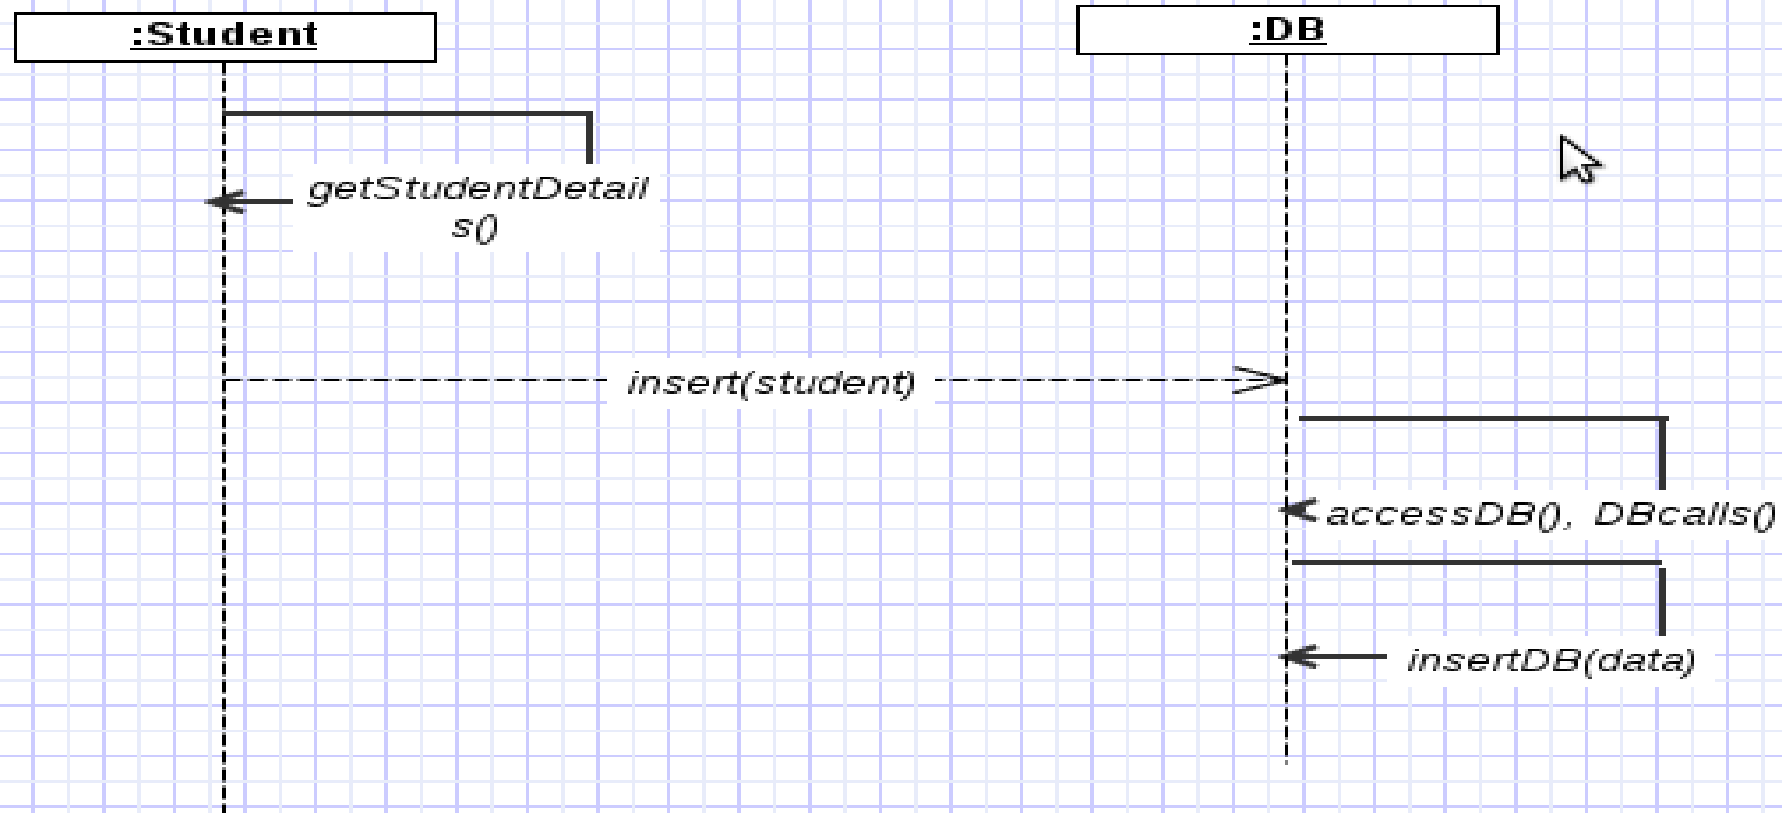 :Student
:DB
getStudentDetail
s()
insert(student)
accessDB(), DBcalls()
insertDB(data)